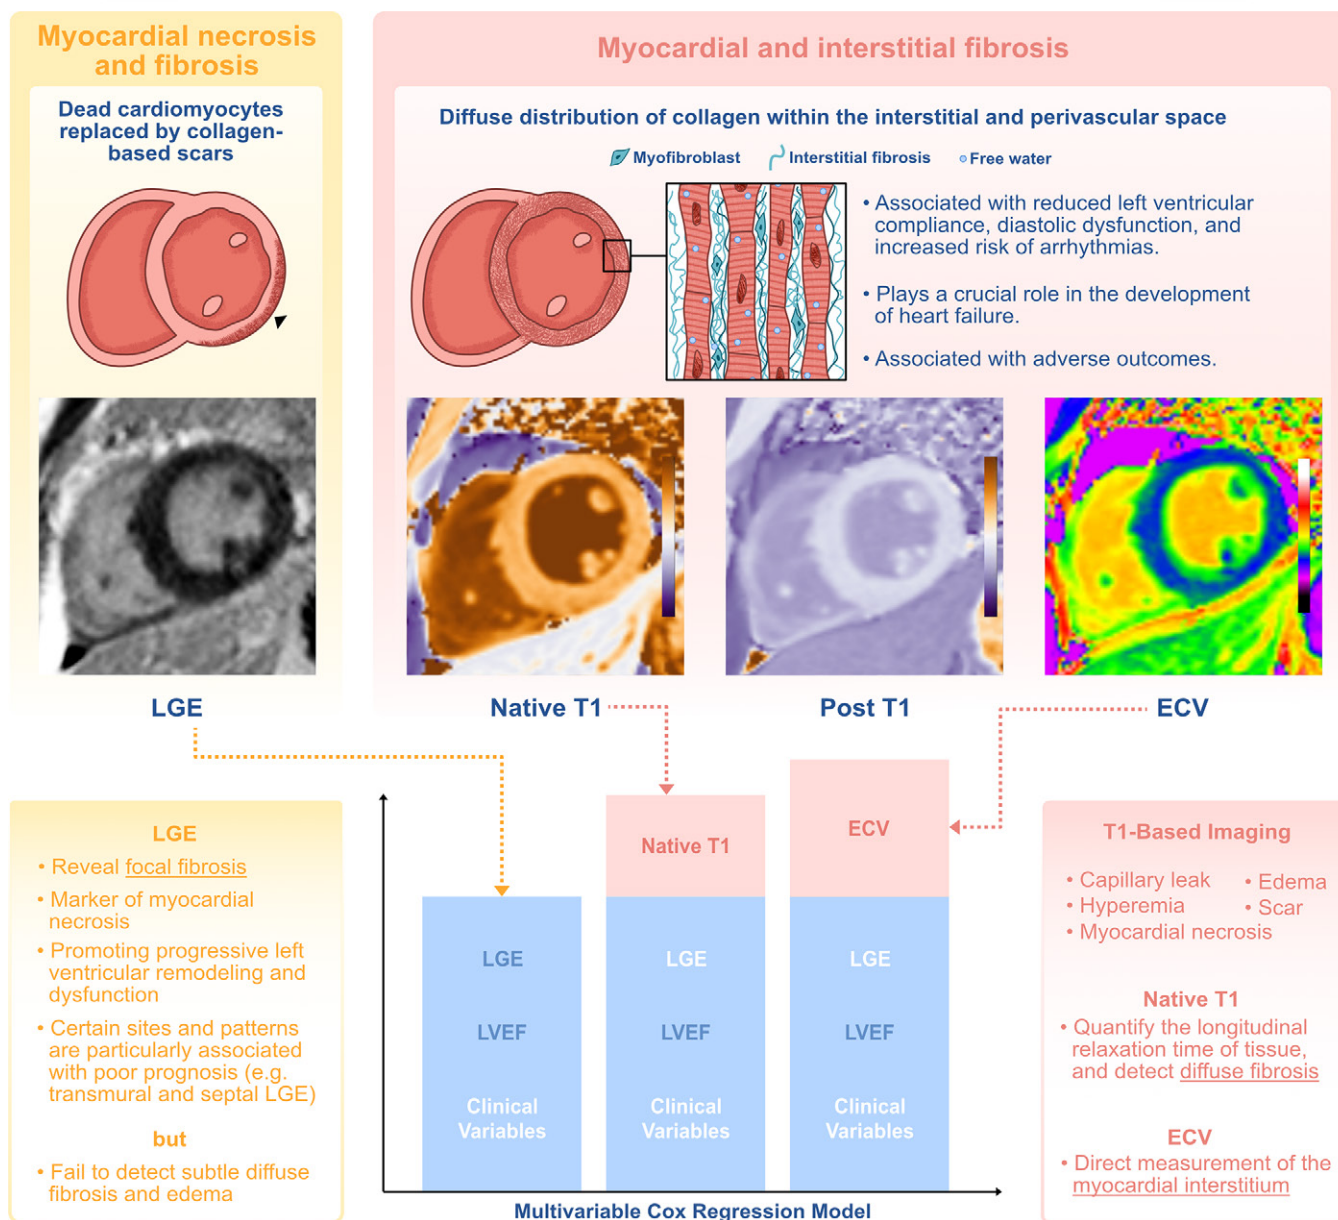 Myocardial necrosis
and fibrosis
Dead cardiomyocytes
replaced by collagen-
based scars
LGE
Myocardial and interstitial fibrosis
Diffuse distribution of collagen within the interstitial and perivascular space
Myofibroblast
Interstitial fibrosis
Free water
• Associated with reduced left ventricular
compliance, diastolic dysfunction, and
increased risk of arrhythmias.
• Plays a crucial role in the development
of heart failure.
• Associated with adverse outcomes.
Native T1
Post T1
ECV
LGE
• Reveal focal fibrosis
• Marker of myocardial
necrosis
• Promoting progressive left
ventricular remodeling and
dysfunction
• Certain sites and patterns
are particularly associated
with poor prognosis (e.g.
transmural and septal LGE)
but
• Fail to detect subtle diffuse
fibrosis and edema
LGE
LVEF
Clinical
Variables
Native T1
LGE
LVEF
Clinical
Variables
ECV
LGE
LVEF
Clinical
Variables
Multivariable Cox Regression Model
T1-Based Imaging
• Capillary leak
• Hyperemia
• Myocardial necrosis
• Edema
• Scar
Native T1
• Quantify the longitudinal
relaxation time of tissue,
and detect diffuse fibrosis
ECV
• Direct measurement of the
myocardial interstitium